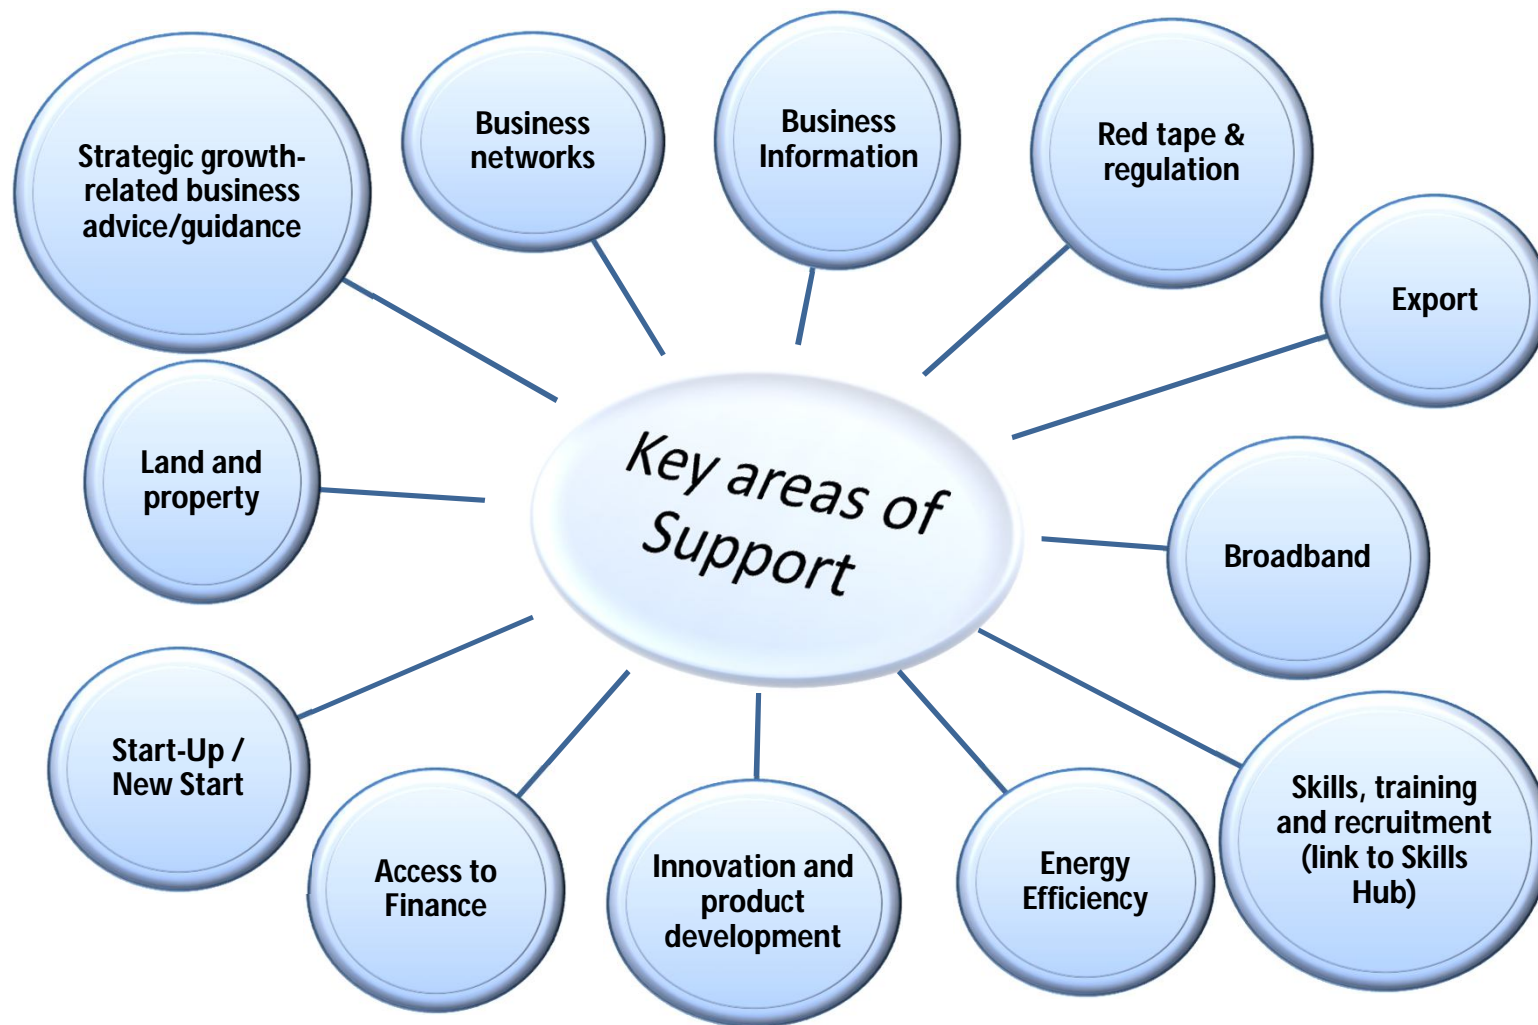 Strategic growth-
related business
advice/guidance
Business
networks
Business
Information
Red tape &
regulation
Export
Land and
property
Key areas of
Support
Broadband
Start-Up /
New Start
Access to
Finance
Innovation and
product
development
Energy
Efficiency
Skills, training
and recruitment
(link to Skills
Hub)